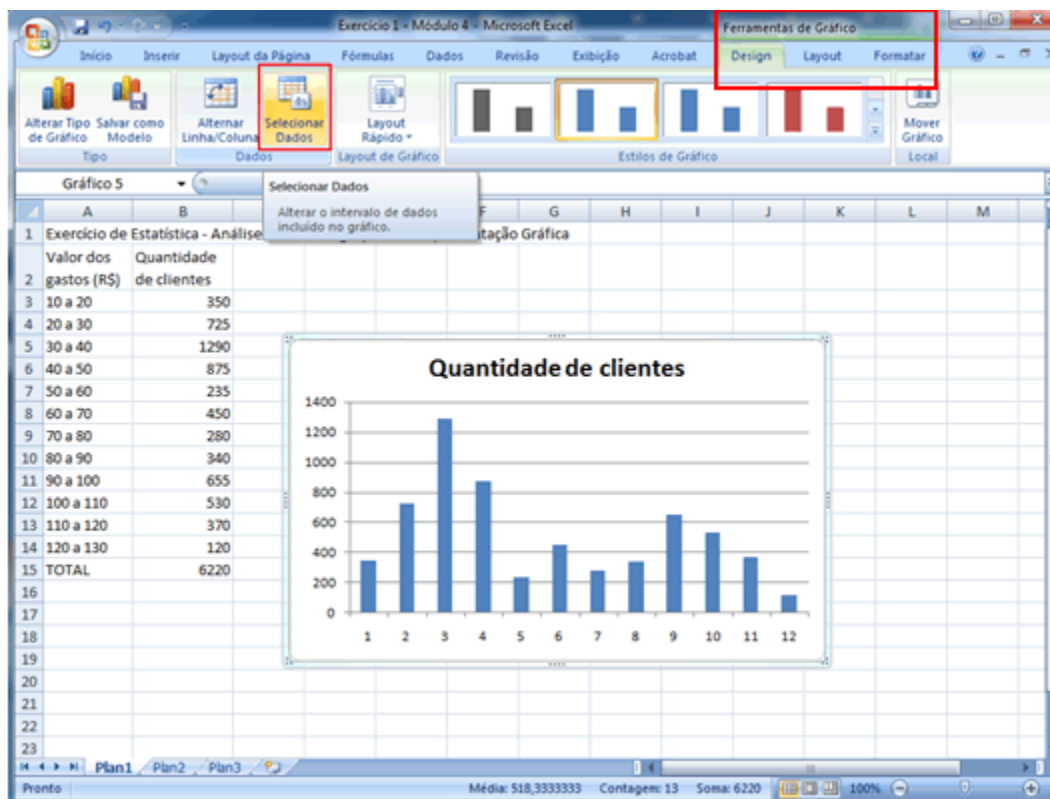 Exercício 1 - Módulo 4 - Microsoft Excel
Ferramentas de Gráfico
Início Inserir Layout da Página Fórmulas Dados Revisão Exibição Acrobat Design Layout Formatar
Alterar Tipo de Gráfico
Salvar como Modelo
Alternar Linha/Coluna
Selecionar Dados
Layout Rápido
Mover Gráfico
Tipo Dados Layout de Gráfico Estilos de Gráfico Local
Gráfico 5
Selecionar Dados
Alterar o intervalo de dados
incluído no gráfico.
A B F G H I J K L M
1 Exercício de Estatística - Análise tação Gráfica
Valor dos Quantidade
2 gastos (R$) de clientes
3 10 a 20 350
4 20 a 30 725
5 30 a 40 1290
6 40 a 50 875
7 50 a 60 235
8 60 a 70 450
9 70 a 80 280
10 80 a 90 340
11 90 a 100 655
12 100 a 110 530
13 110 a 120 370
14 120 a 130 120
15 TOTAL 6220
16
17
18
19
20
21
22
23
Quantidade de clientes
1400
1200
1000
800
600
400
200
0
1 2 3 4 5 6 7 8 9 10 11 12
Plan1 Plan2 Plan3
Pronto Média: 518,3333333 Contagem: 13 Soma: 6220 100%